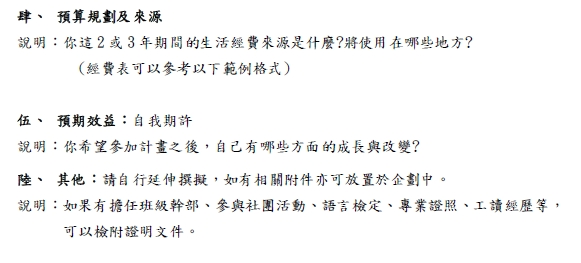 肆、 預算規劃及來源
說明：你這 2 或 3 年期間的生活經費來源是什麼?將使用在哪些地方?
（經費表可以參考以下範例格式）
伍、 預期效益：自我期許
說明：你希望參加計畫之後，自己有哪些方面的成長與改變?
陸、 其他：請自行延伸撰擬，如有相關附件亦可放置於企劃中。
說明：如果有擔任班級幹部、參與社團活動、語言檢定、專業證照、工讀經歷等，
可以檢附證明文件。